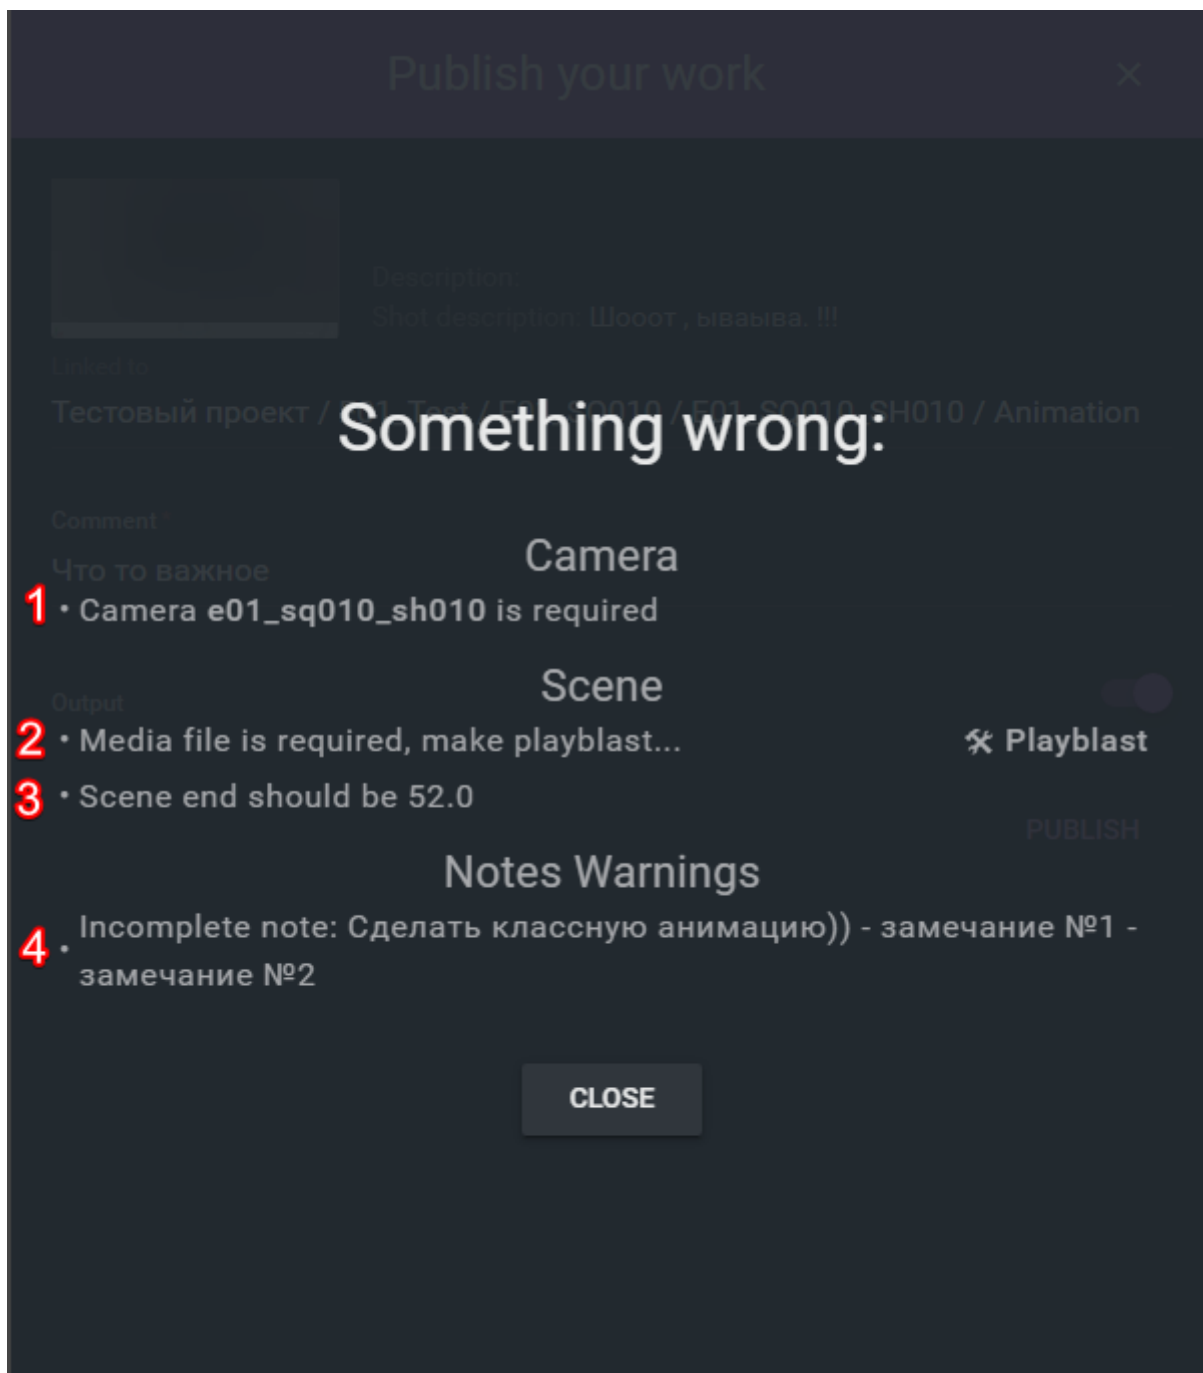 Publish your work
×
Description:
Shot description: Шооот , ываыва. !!!
Linked to
Тестовый проект / E01_Test / E01_SQ010 / E01_SQ010_SH010 / Animation
Something wrong:
Comment *
Camera
Что то важное
1 • Camera e01_sq010_sh010 is required
Scene
Output
2 • Media file is required, make playblast... 🛠 Playblast
3 • Scene end should be 52.0
PUBLISH
Notes Warnings
4 • Incomplete note: Сделать классную анимацию)) - замечание №1 -
замечание №2
CLOSE